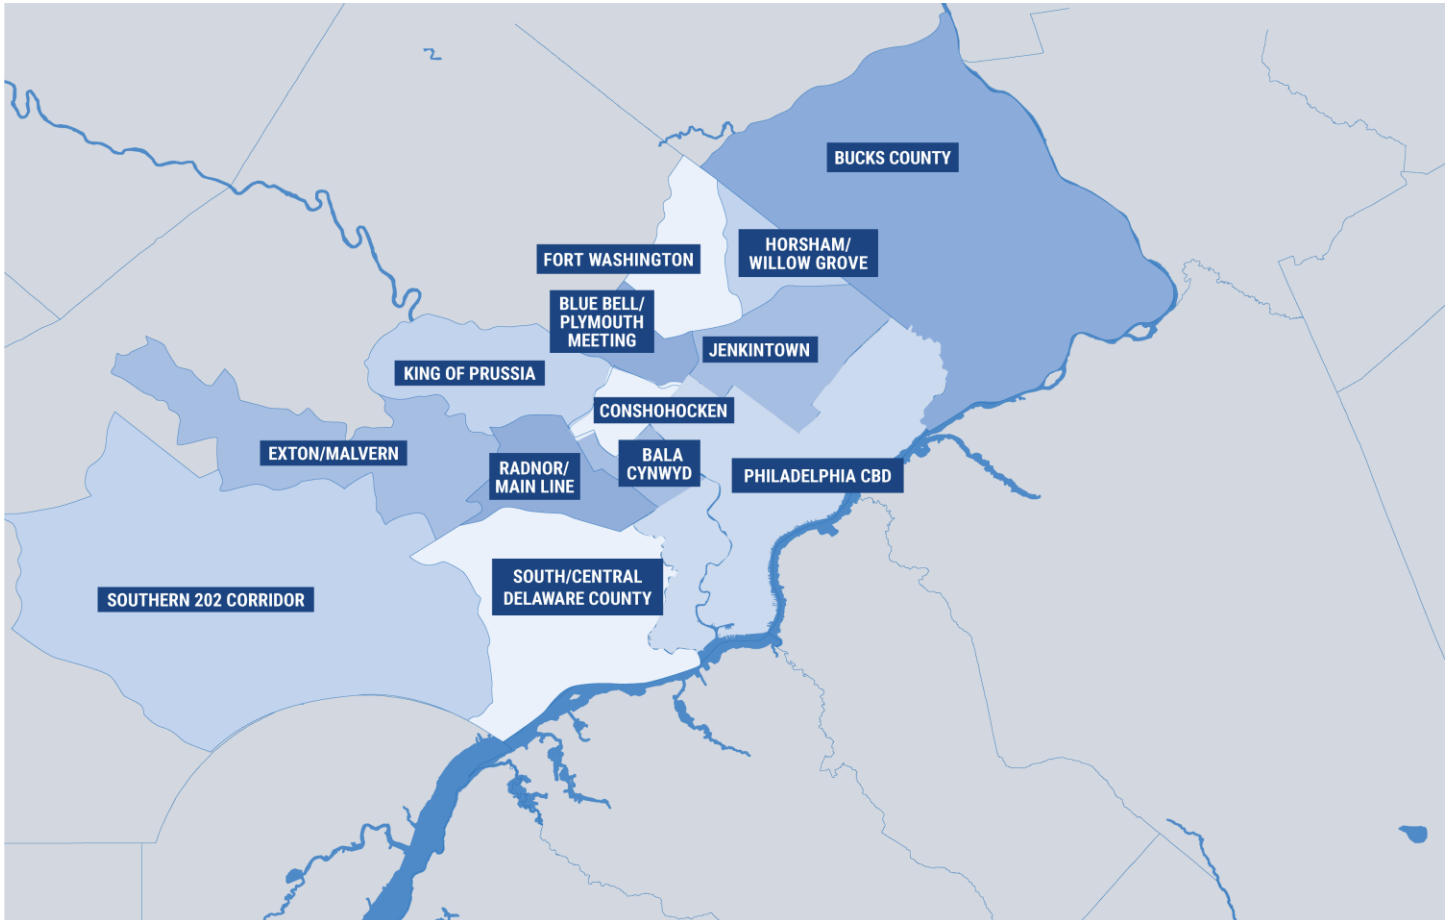 BUCKS COUNTY
HORSHAM/
WILLOW GROVE
FORT WASHINGTON
BLUE BELL/
PLYMOUTH
MEETING
JENKINTOWN
KING OF PRUSSIA
CONSHOHOCKEN
EXTON/MALVERN
RADNOR/
MAIN LINE
BALA
CYNWYD
PHILADELPHIA CBD
SOUTH/CENTRAL
DELAWARE COUNTY
SOUTHERN 202 CORRIDOR